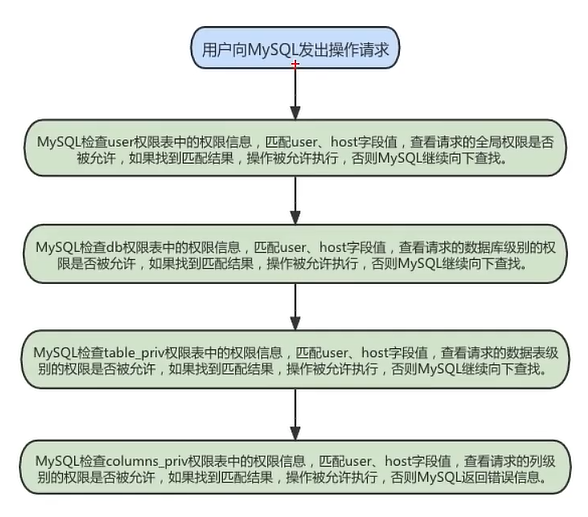 用户向MySQL发出操作请求
MySQL检查user权限表中的权限信息，匹配user、host字段值，查看请求的全局权限是否
被允许，如果找到匹配结果，操作被允许执行，否则MySQL继续向下查找。
MySQL检查db权限表中的权限信息，匹配user、host字段值，查看请求的数据库级别的权
限是否被允许，如果找到匹配结果，操作被允许执行，否则MySQL继续向下查找。
MySQL检查table_priv权限表中的权限信息，匹配user、host字段值，查看请求的数据表级
别的权限是否被允许，如果找到匹配结果，操作被允许执行，否则MySQL继续向下查找。
MySQL检查columns_priv权限表中的权限信息，匹配user、host字段值，查看请求的列级
别的权限是否被允许，如果找到匹配结果，操作被允许执行，否则MySQL返回错误信息。